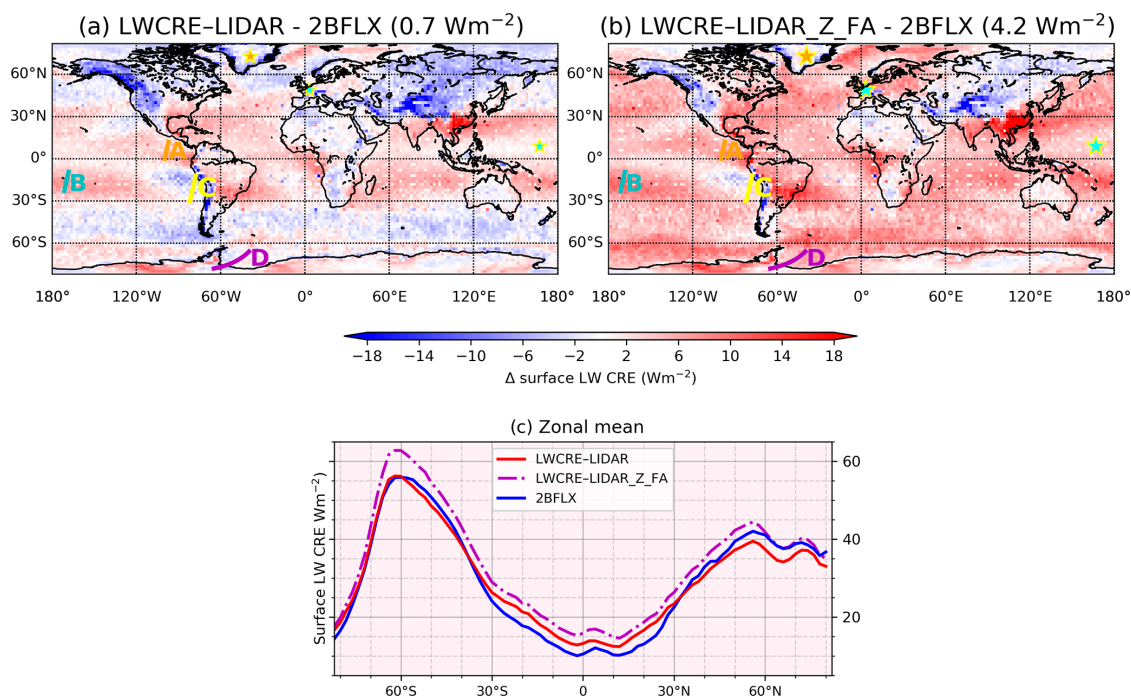 (a) LWCRE–LIDAR - 2BFLX (0.7 Wm−2)
(b) LWCRE–LIDAR_Z_FA - 2BFLX (4.2 Wm−2)
60°N
30°N
0°
30°S
60°S
/A
/B
/C
D
180°
120°W
60°W
0°
60°E
120°E
180°
60°N
30°N
0°
30°S
60°S
/A
/B
/C
D
180°
120°W
60°W
0°
60°E
120°E
180°
−18 −14 −10 −6 −2 2 6 10 14 18
Δ surface LW CRE (Wm−2)
(c) Zonal mean
Surface LW CRE Wm−2)
LWCRE–LIDAR
LWCRE–LIDAR_Z_FA
2BFLX
60
40
20
60°S 30°S 0 30°N 60°N